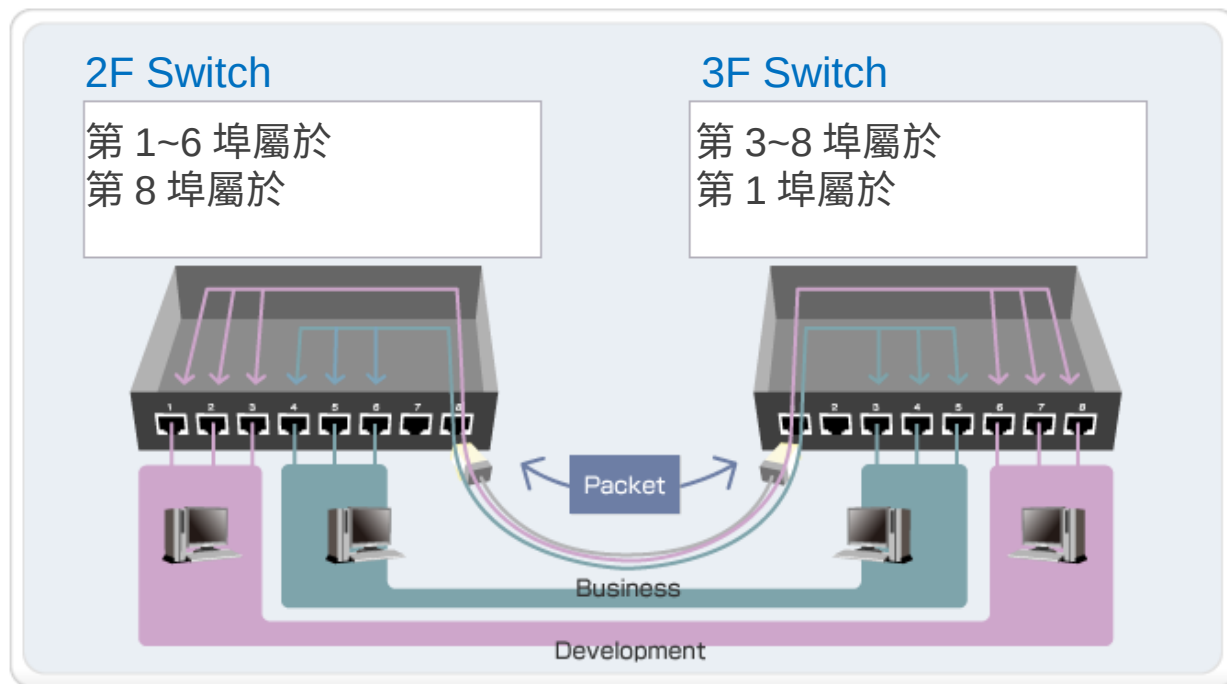 2F Switch
第 1~6 埠屬於
第 8 埠屬於
3F Switch
第 3~8 埠屬於
第 1 埠屬於
1 2 3 4 5 6 7 8
2 3 4 5 6 7 8
Packet
Business
Development